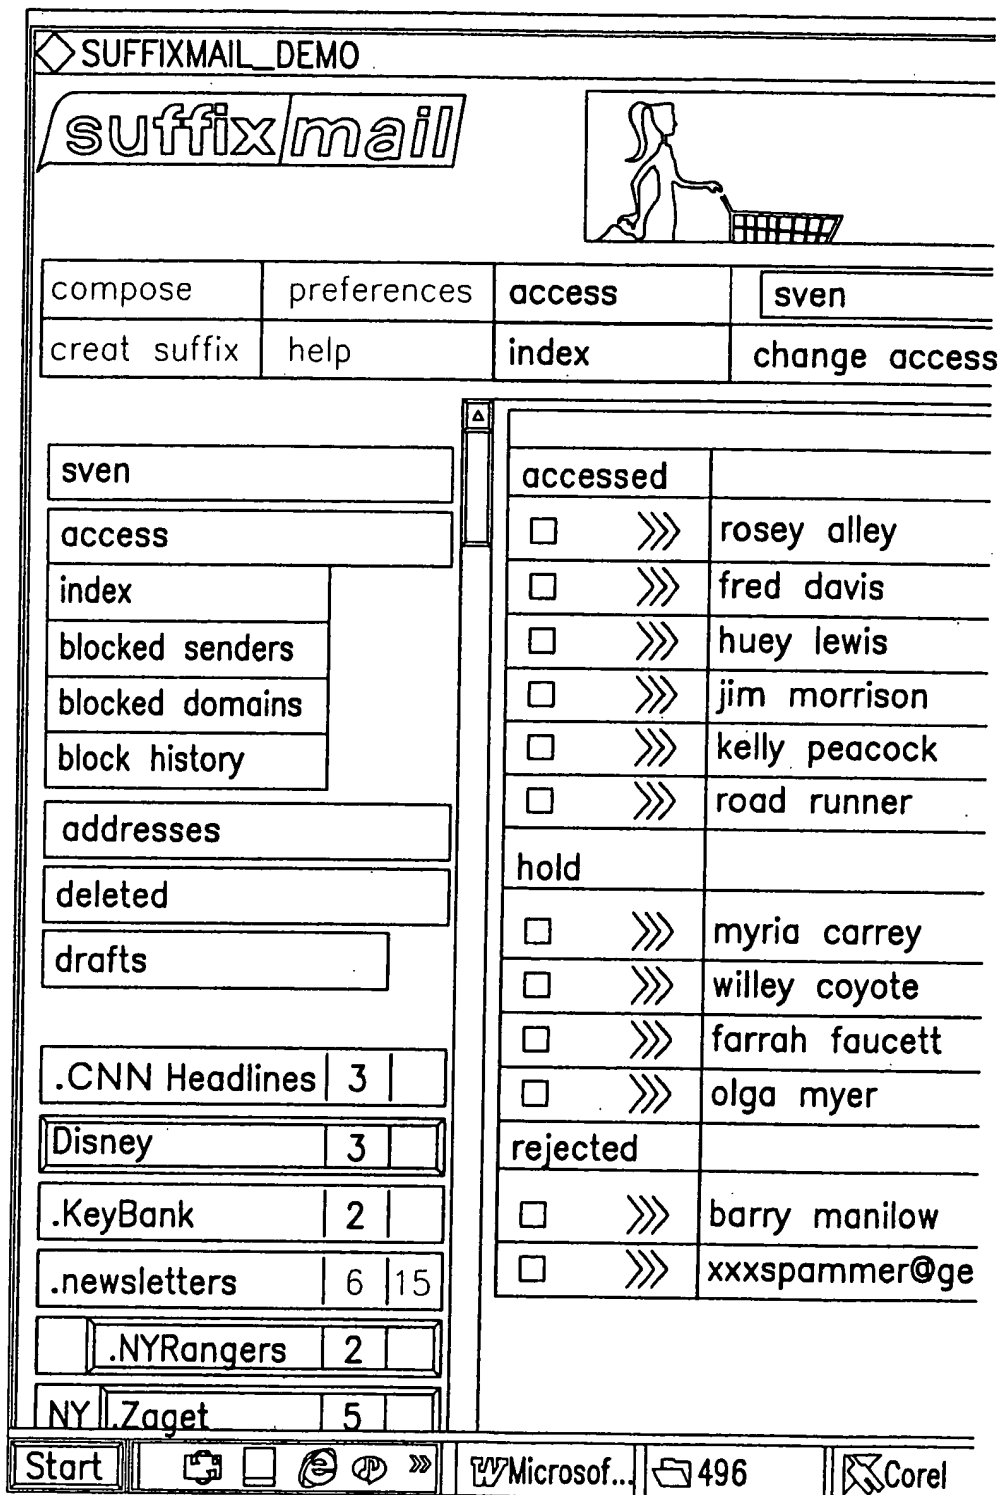 SUFFIXMAIL_DEMO
suffix mail
compose preferences access sven
creat suffix help index change access
sven
access
index
blocked senders
blocked domains
block history
addresses
deleted
drafts
.CNN Headlines 3
Disney 3
.KeyBank 2
.newsletters 6 15
.NYRangers 2
NY .Zaget 5
accessed
rosey alley
fred davis
huey lewis
jim morrison
kelly peacock
road runner
hold
myria carrey
willey coyote
farrah faucett
olga myer
rejected
barry manilow
xxxspammer@ge
Start Microsof... 496 Corel